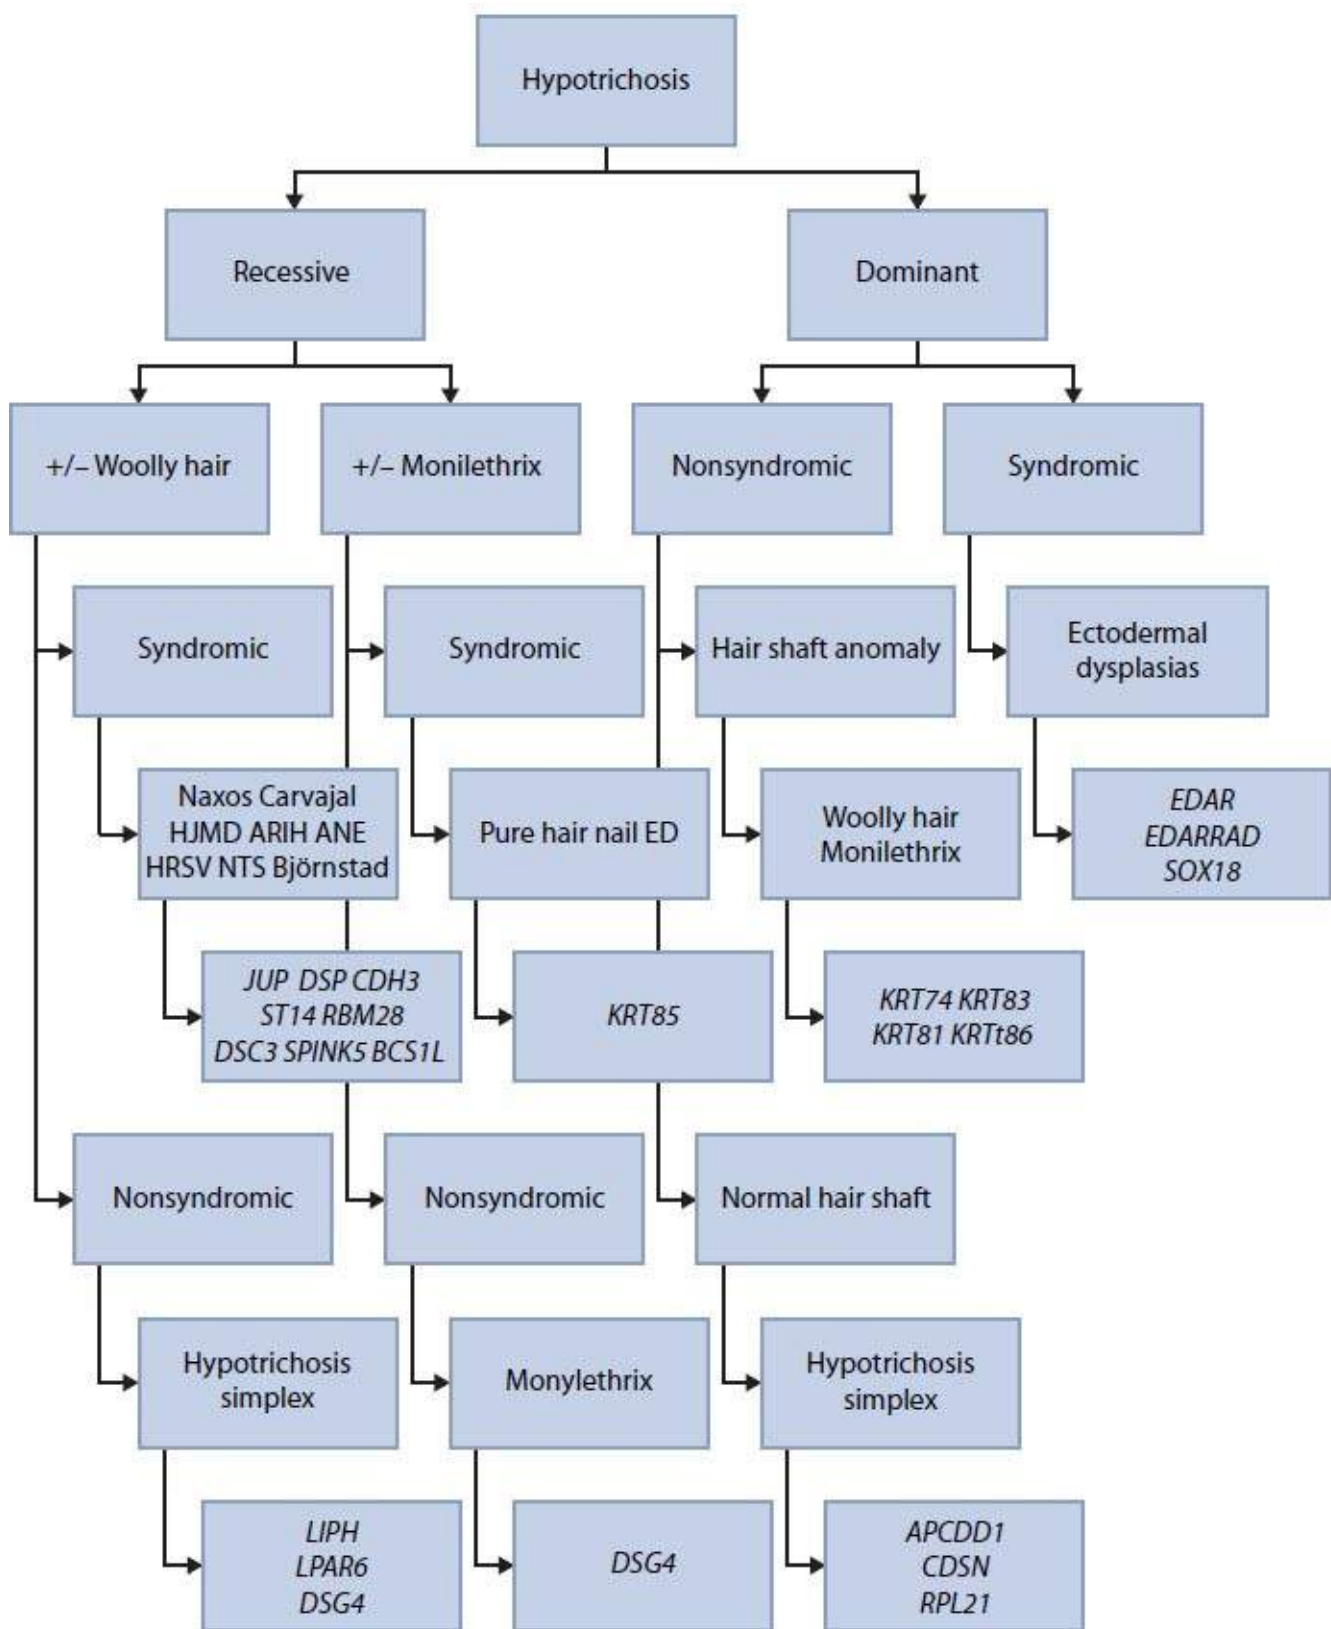 Hypotrichosis
Recessive
Dominant
+/– Woolly hair
+/– Monilethrix
Nonsyndromic
Syndromic
Syndromic
Syndromic
Hair shaft anomaly
Ectodermal
dysplasias
Naxos Carvajal
HJMD ARIH ANE
HRSV NTS Björnstad
Pure hair nail ED
Woolly hair
Monilethrix
EDAR
EDARRAD
SOX18
JUP DSP CDH3
ST14 RBM28
DSC3 SPINK5 BCS1L
KRT85
KRT74 KRT83
KRT81 KRTt86
Nonsyndromic
Nonsyndromic
Normal hair shaft
Hypotrichosis
simplex
Monylethrix
Hypotrichosis
simplex
LIPH
LPAR6
DSG4
DSG4
APCDD1
CDSN
RPL21